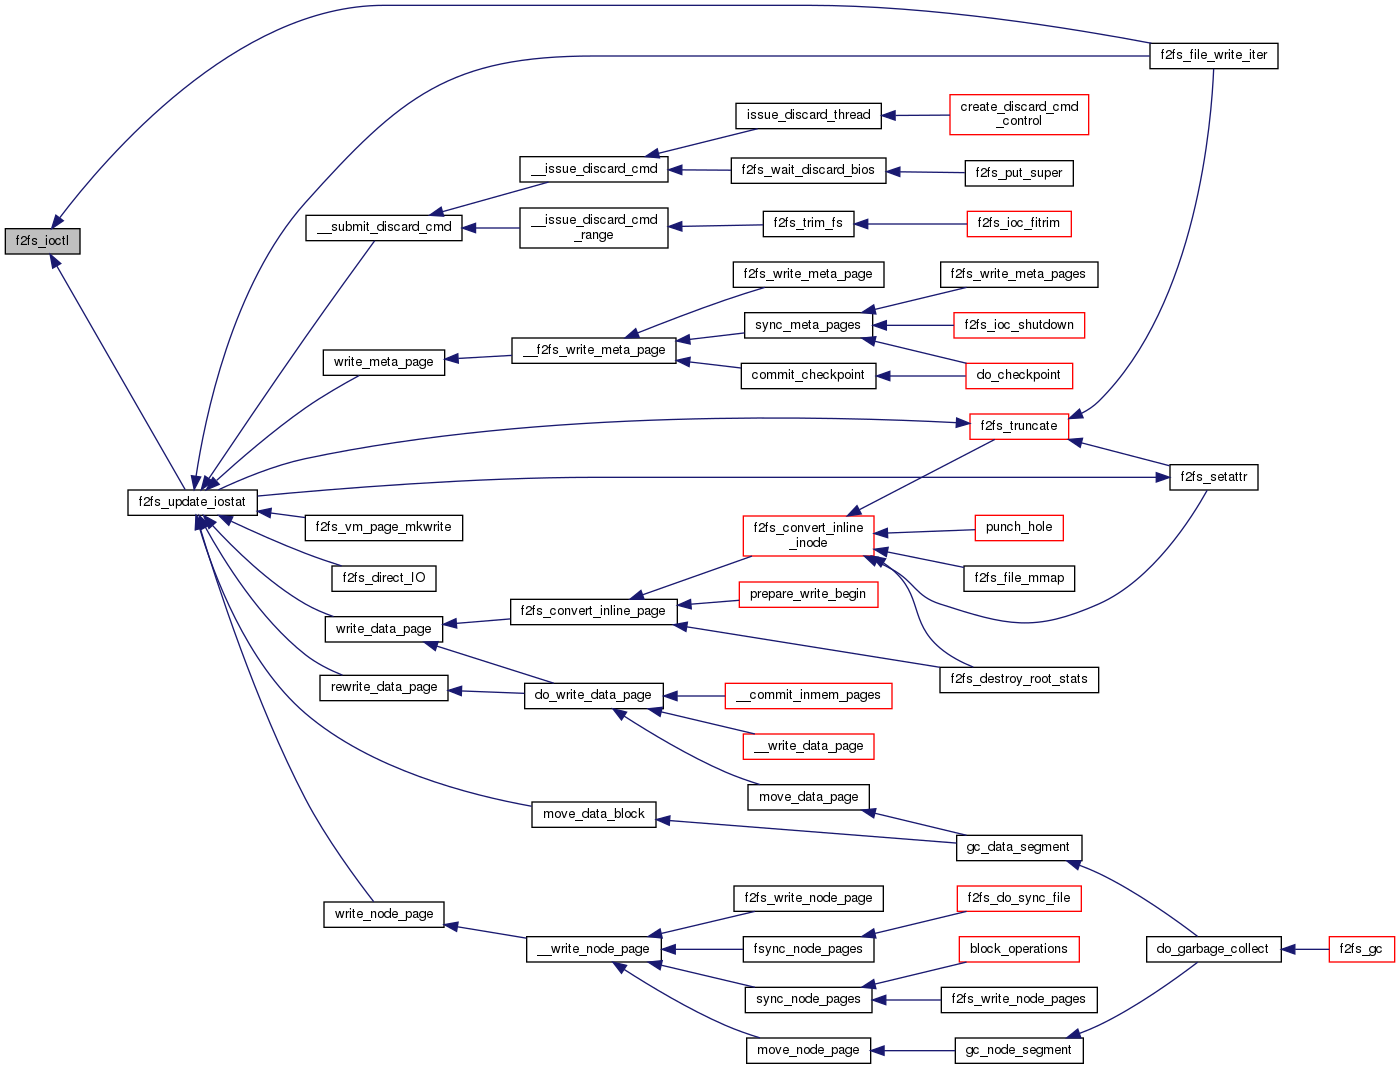 f2fs_ioctl
f2fs_file_write_iter
issue_discard_thread
create_discard_cmd
_control
__issue_discard_cmd
f2fs_wait_discard_bios
f2fs_put_super
__submit_discard_cmd
__issue_discard_cmd
_range
f2fs_trim_fs
f2fs_ioc_fitrim
f2fs_write_meta_page
f2fs_write_meta_pages
sync_meta_pages
f2fs_ioc_shutdown
write_meta_page
__f2fs_write_meta_page
commit_checkpoint
do_checkpoint
f2fs_truncate
f2fs_setattr
f2fs_update_iostat
f2fs_vm_page_mkwrite
f2fs_convert_inline
_inode
punch_hole
f2fs_direct_IO
f2fs_file_mmap
prepare_write_begin
f2fs_convert_inline_page
write_data_page
f2fs_destroy_root_stats
rewrite_data_page
do_write_data_page
__commit_inmem_pages
__write_data_page
move_data_page
move_data_block
gc_data_segment
f2fs_write_node_page
f2fs_do_sync_file
write_node_page
__write_node_page
fsync_node_pages
block_operations
do_garbage_collect
f2fs_gc
sync_node_pages
f2fs_write_node_pages
move_node_page
gc_node_segment